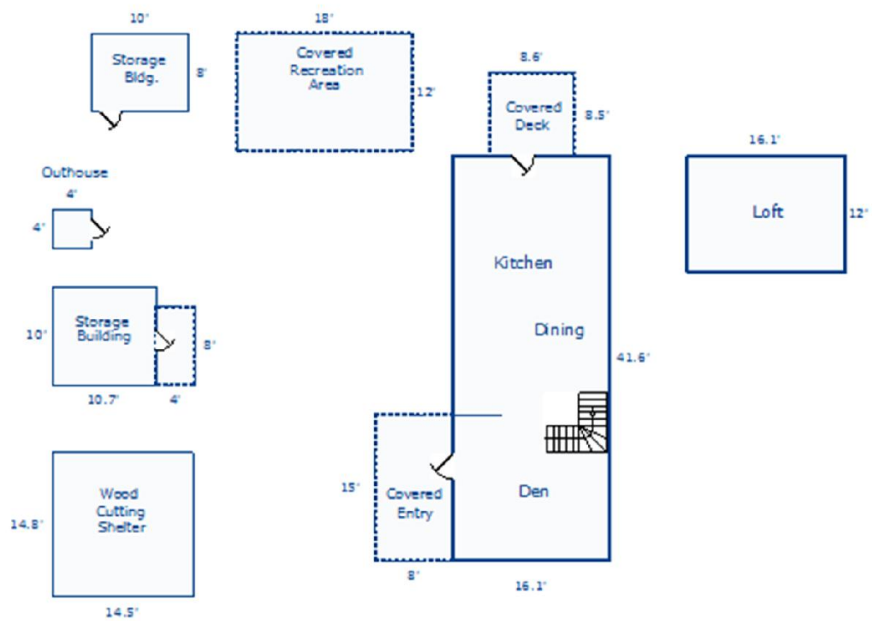 10'
18'
Storage
Bldg.
8'
Covered
Recreation
Area
12'
8.6'
Covered
Deck
8.5'
16.1'
Loft
12'
Outhouse
4'
4'
Kitchen
Dining
41.6'
Storage
Building
10'
8'
10.7'
4'
Wood
Cutting
Shelter
14.8'
14.5'
15'
Covered
Entry
Den
8'
16.1'